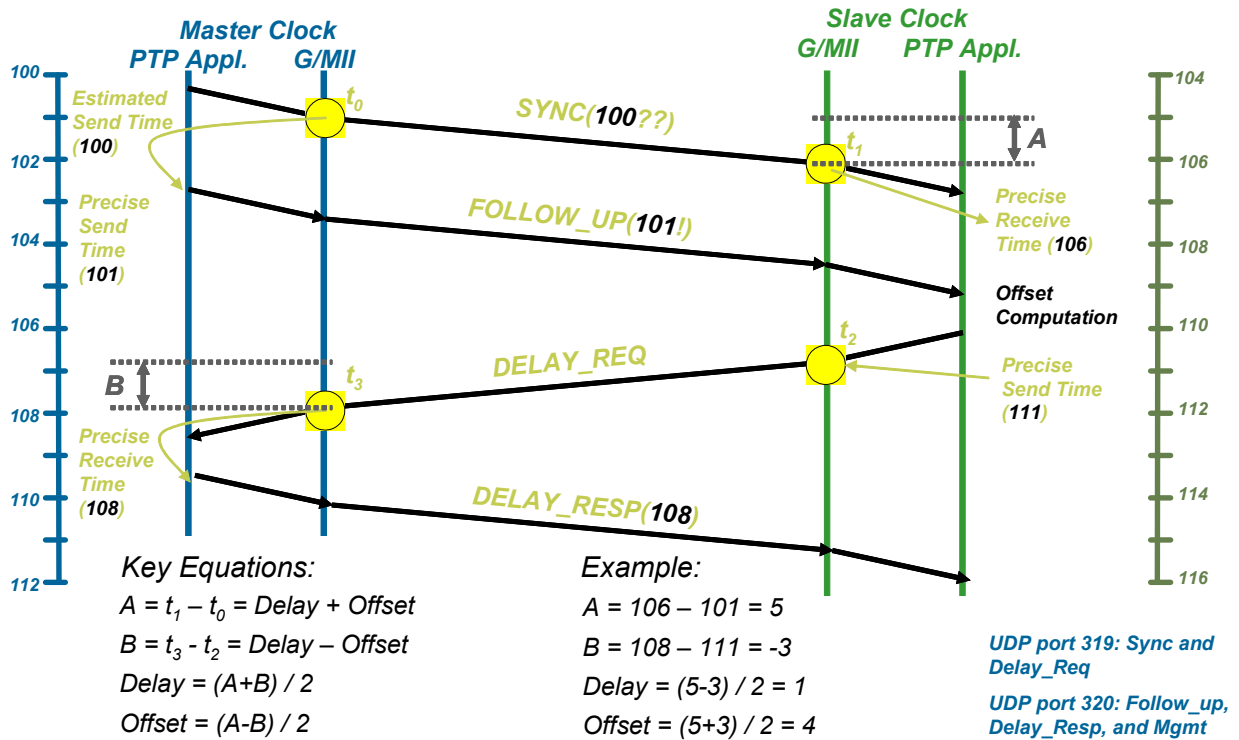 Master Clock
PTP Appl.
G/MII
Slave Clock
G/MII
PTP Appl.
100
102
104
106
108
110
112
104
106
108
110
112
114
116
Estimated
Send Time
(100)
t0
SYNC(100??)
A
t1
Precise
Send
Time
(101)
FOLLOW_UP(101!)
Precise
Receive
Time (106)
Offset
Computation
t2
DELAY_REQ
B
t3
Precise
Send Time
(111)
Precise
Receive
Time
(108)
DELAY_RESP(108)
Key Equations:
A = t1 – t0 = Delay + Offset
B = t3 - t2 = Delay – Offset
Delay = (A+B) / 2
Offset = (A-B) / 2
Example:
A = 106 – 101 = 5
B = 108 – 111 = -3
Delay = (5-3) / 2 = 1
Offset = (5+3) / 2 = 4
UDP port 319: Sync and
Delay_Req
UDP port 320: Follow_up,
Delay_Resp, and Mgmt